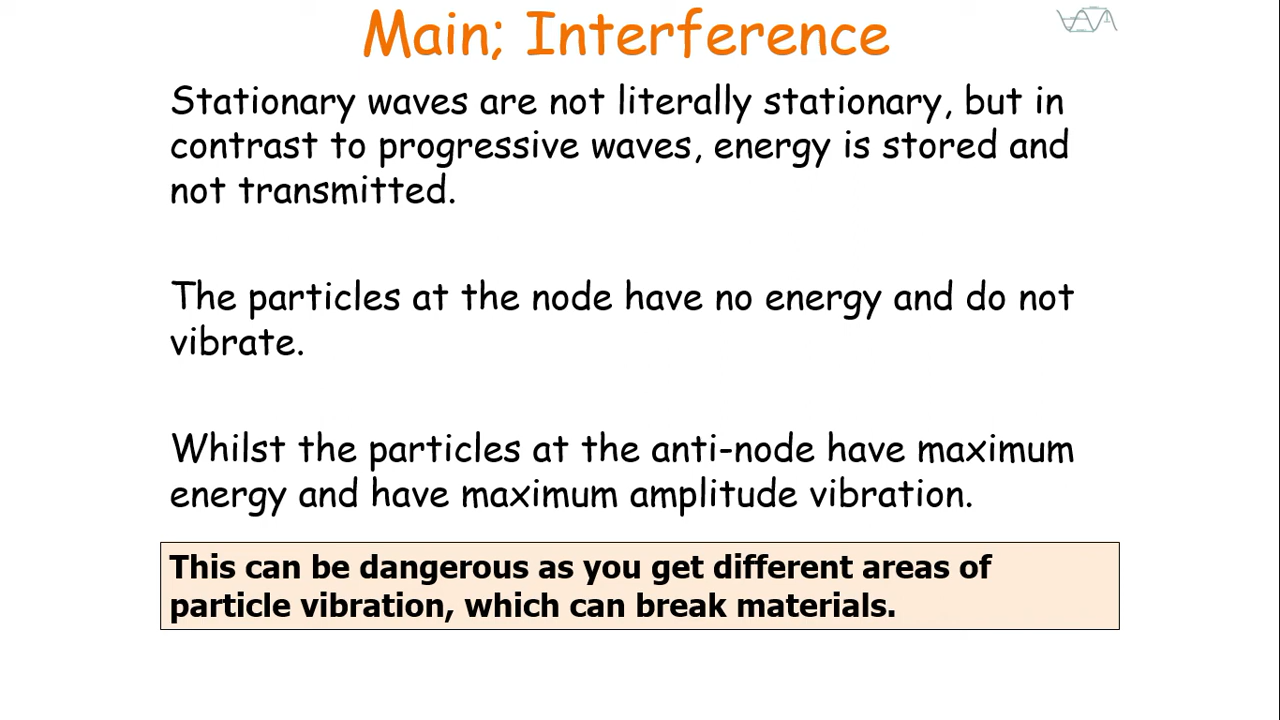 Main; Interference
Stationary waves are not literally stationary, but in
contrast to progressive waves, energy is stored and
not transmitted.
The particles at the node have no energy and do not
vibrate.
Whilst the particles at the anti-node have maximum
energy and have maximum amplitude vibration.
This can be dangerous as you get different areas of
particle vibration, which can break materials.